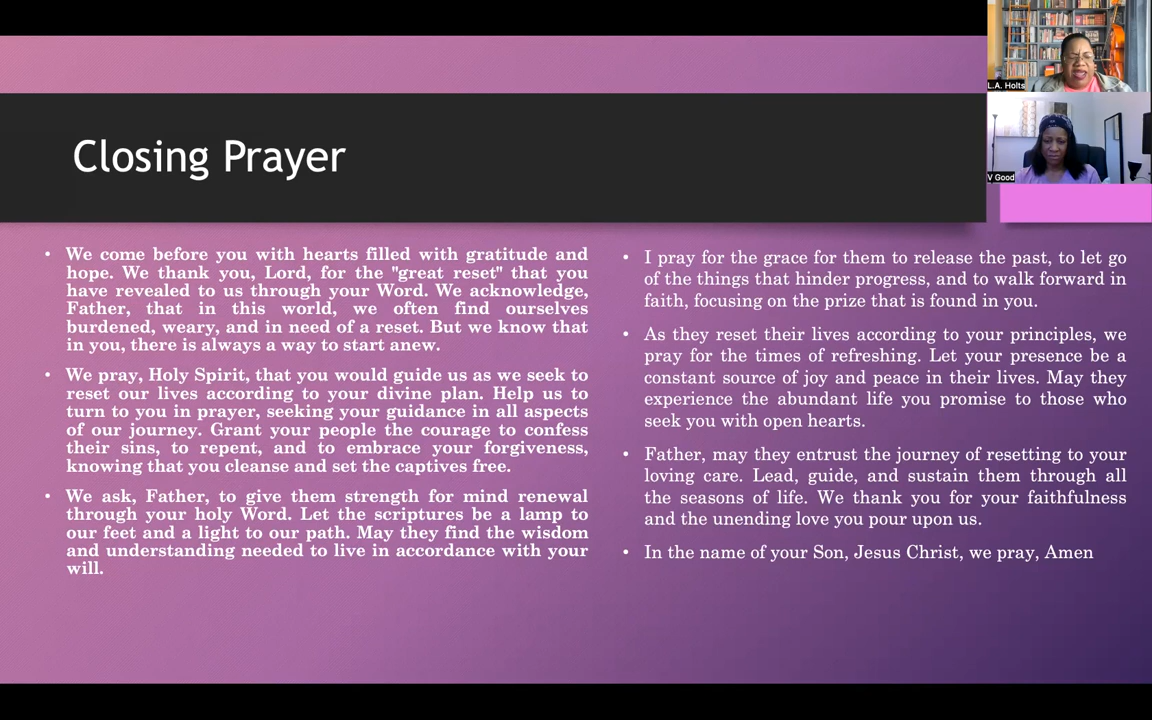 Closing Prayer
• We come before you with hearts filled with gratitude and
hope. We thank you, Lord, for the "great reset" that you
have revealed to us through your Word. We acknowledge,
Father, that in this world, we often find ourselves
burdened, weary, and in need of a reset. But we know that
in you, there is always a way to start anew.
• We pray, Holy Spirit, that you would guide us as we seek to
reset our lives according to your divine plan. Help us to
turn to you in prayer, seeking your guidance in all aspects
of our journey. Grant your people the courage to confess
their sins, to repent, and to embrace your forgiveness,
knowing that you cleanse and set the captives free.
• We ask, Father, to give them strength for mind renewal
through your holy Word. Let the scriptures be a lamp to
our feet and a light to our path. May they find the wisdom
and understanding needed to live in accordance with your
will.
• I pray for the grace for them to release the past, to let go
of the things that hinder progress, and to walk forward in
faith, focusing on the prize that is found in you.
• As they reset their lives according to your principles, we
pray for the times of refreshing. Let your presence be a
constant source of joy and peace in their lives. May they
experience the abundant life you promise to those who
seek you with open hearts.
• Father, may they entrust the journey of resetting to your
loving care. Lead, guide, and sustain them through all
the seasons of life. We thank you for your faithfulness
and the unending love you pour upon us.
• In the name of your Son, Jesus Christ, we pray, Amen
L.A. Holts
V Good